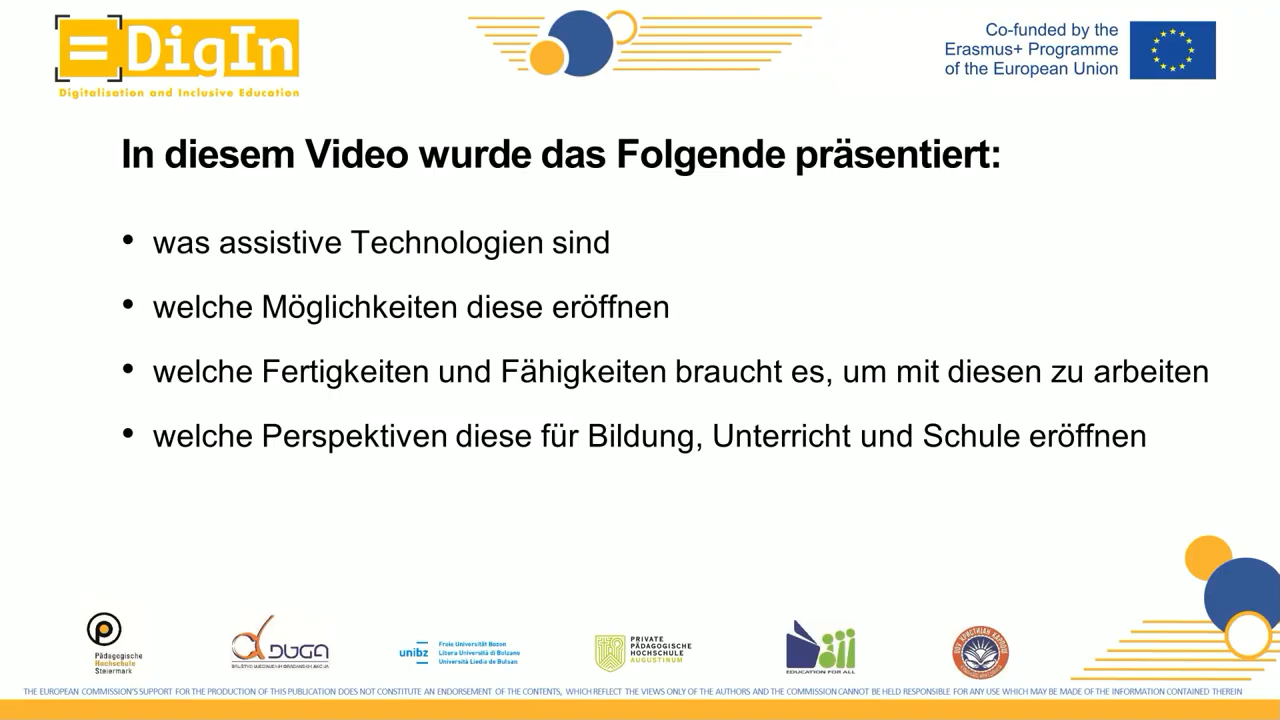 =DigIn
Digitalisation and Inclusive Education
Co-funded by the
Erasmus+ Programme
of the European Union
In diesem Video wurde das Folgende präsentiert:
• was assistive Technologien sind
• welche Möglichkeiten diese eröffnen
• welche Fertigkeiten und Fähigkeiten braucht es, um mit diesen zu arbeiten
• welche Perspektiven diese für Bildung, Unterricht und Schule eröffnen
Pädagogische
Hochschule
Steiermark
DUGA
unibz
Freie Universität Bozen
Libera Università di Bolzano
Università Liedia de Bulsan
PRIVATE
PÄDAGOGISCHE
HOCHSCHULE
AUGUSTINUM
EDUCATION FOR ALL
THE EUROPEAN COMMISSION'S SUPPORT FOR THE PRODUCTION OF THIS PUBLICATION DOES NOT CONSTITUTE AN ENDORSEMENT OF THE CONTENTS, WHICH REFLECT THE VIEWS ONLY OF THE AUTHORS AND THE COMMISSION CANNOT BE HELD RESPONSIBLE FOR ANY USE WHICH MAY BE MADE OF THE INFORMATION CONTAINED THEREIN